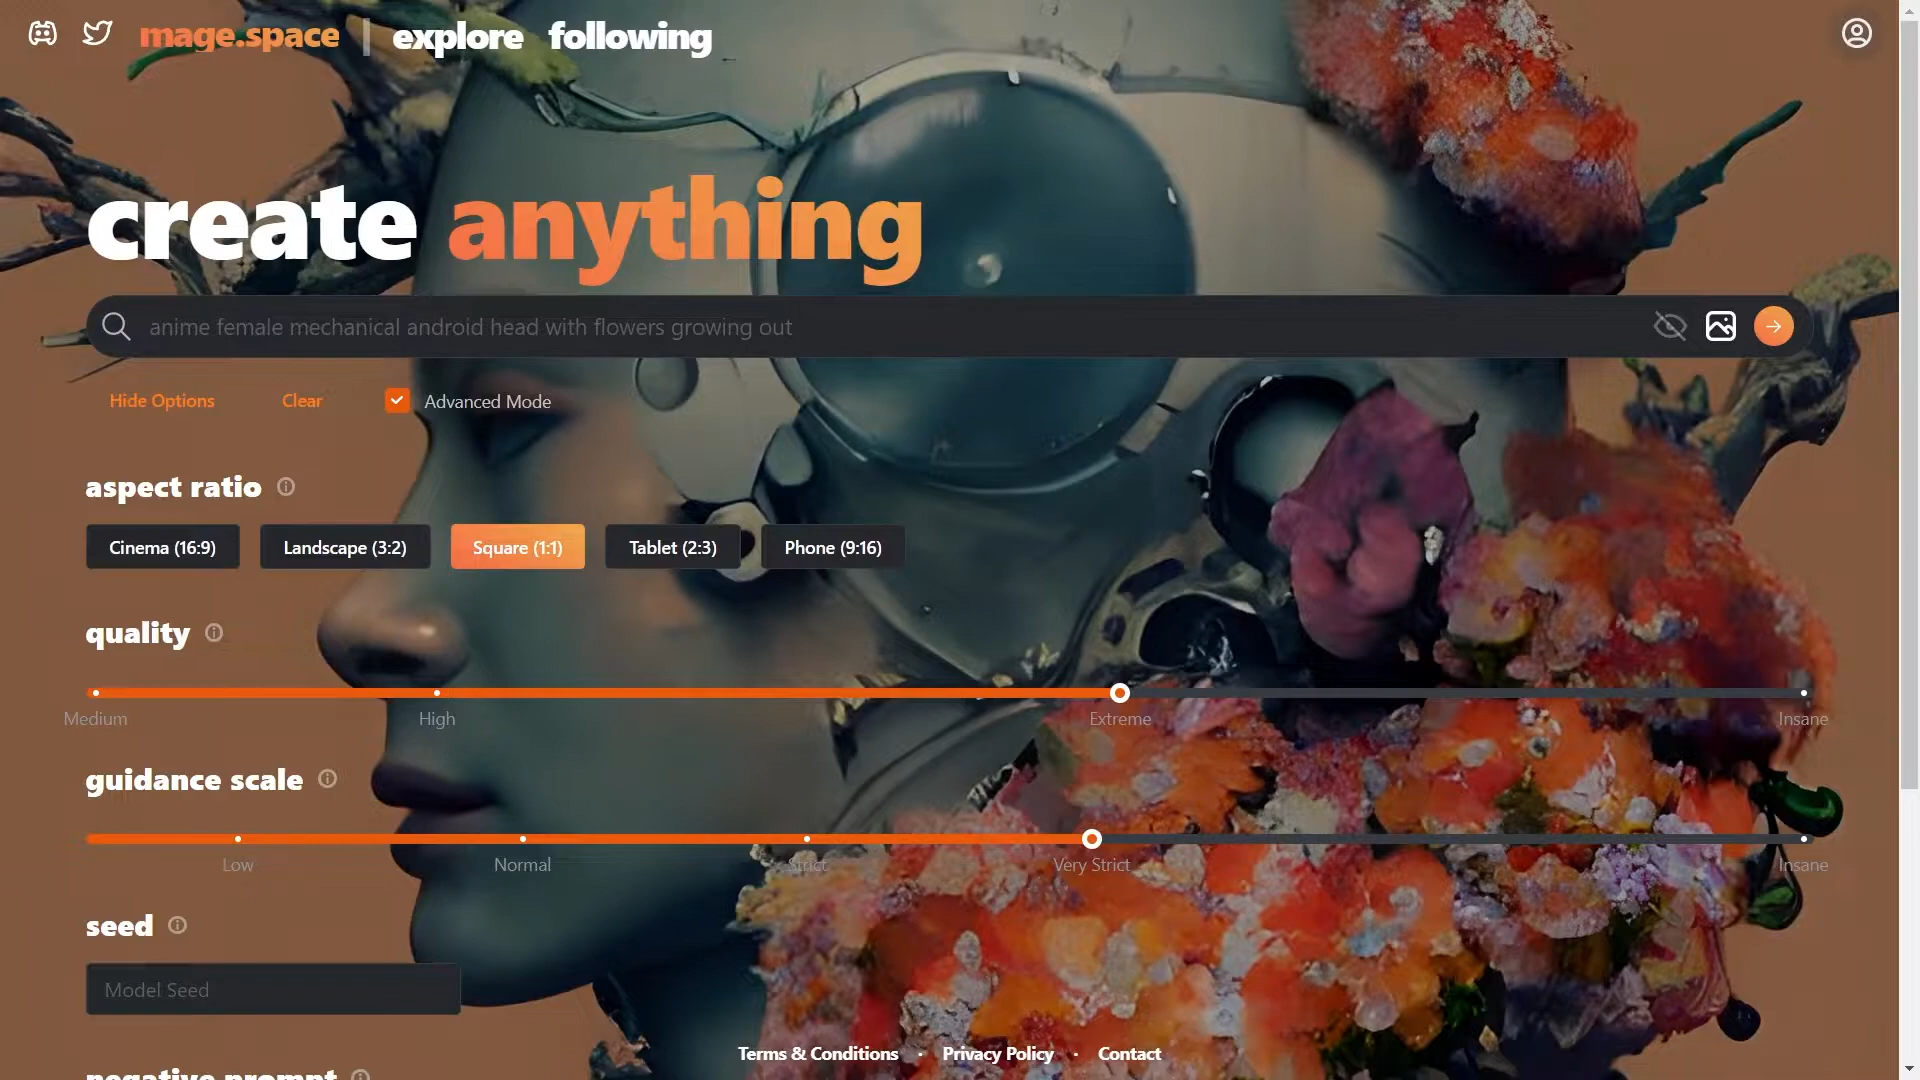 mage.space | explore following
create anything
anime female mechanical android head with flowers growing out
Hide Options Clear Advanced Mode
aspect ratio
Cinema (16:9) Landscape (3:2) Square (1:1) Tablet (2:3) Phone (9:16)
quality
Medium High Extreme Insane
guidance scale
Low Normal Strict Very Strict Insane
seed
Model Seed
Terms & Conditions · Privacy Policy · Contact
negative prompt